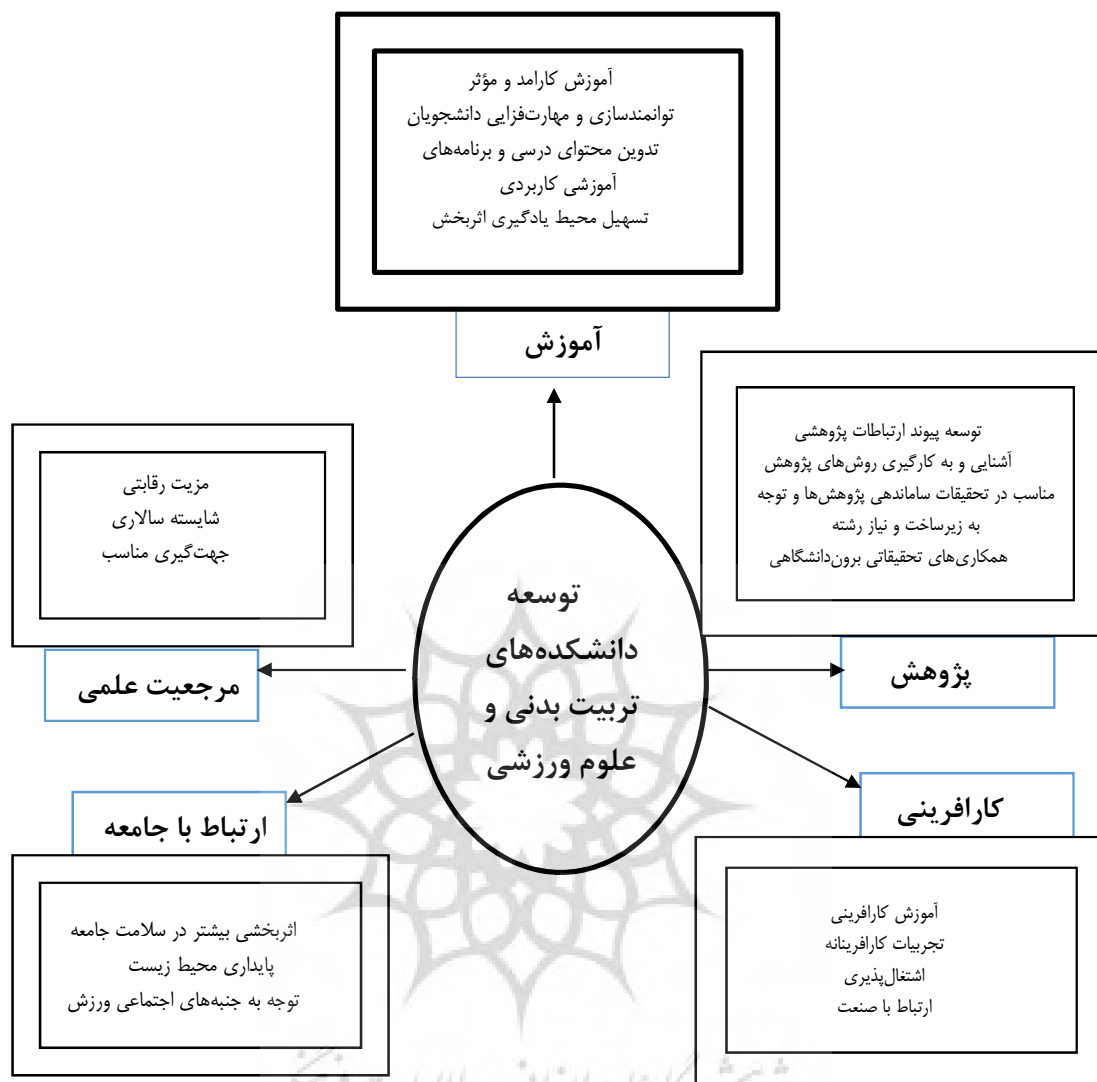 آموزش کارامد و مؤثر
توانمندسازی و مهارت‌فزایی دانشجویان
تدوین محتوای درسی و برنامه‌های
آموزشی کاربردی
تسهیل محیط یادگیری اثربخش
آموزش
توسعه پیوند ارتباطات پژوهشی
آشنایی و به کارگیری روش‌های پژوهش
مناسب در تحقیقات ساماندهی پژوهش‌ها و توجه
به زیرساخت و نیاز رشته
همکاری‌های تحقیقاتی برون‌دانشگاهی
پژوهش
مزیت رقابتی
شایسته سالاری
جهت‌گیری مناسب
مرجعیت علمی
توسعه
دانشکده‌های
تربیت بدنی و
علوم ورزشی
کارافرینی
آموزش کارافرینی
تجربیات کارافرینانه
اشتغال‌پذیری
ارتباط با صنعت
ارتباط با جامعه
اثربخشی بیشتر در سلامت جامعه
پایداری محیط زیست
توجه به جنبه‌های اجتماعی ورزش